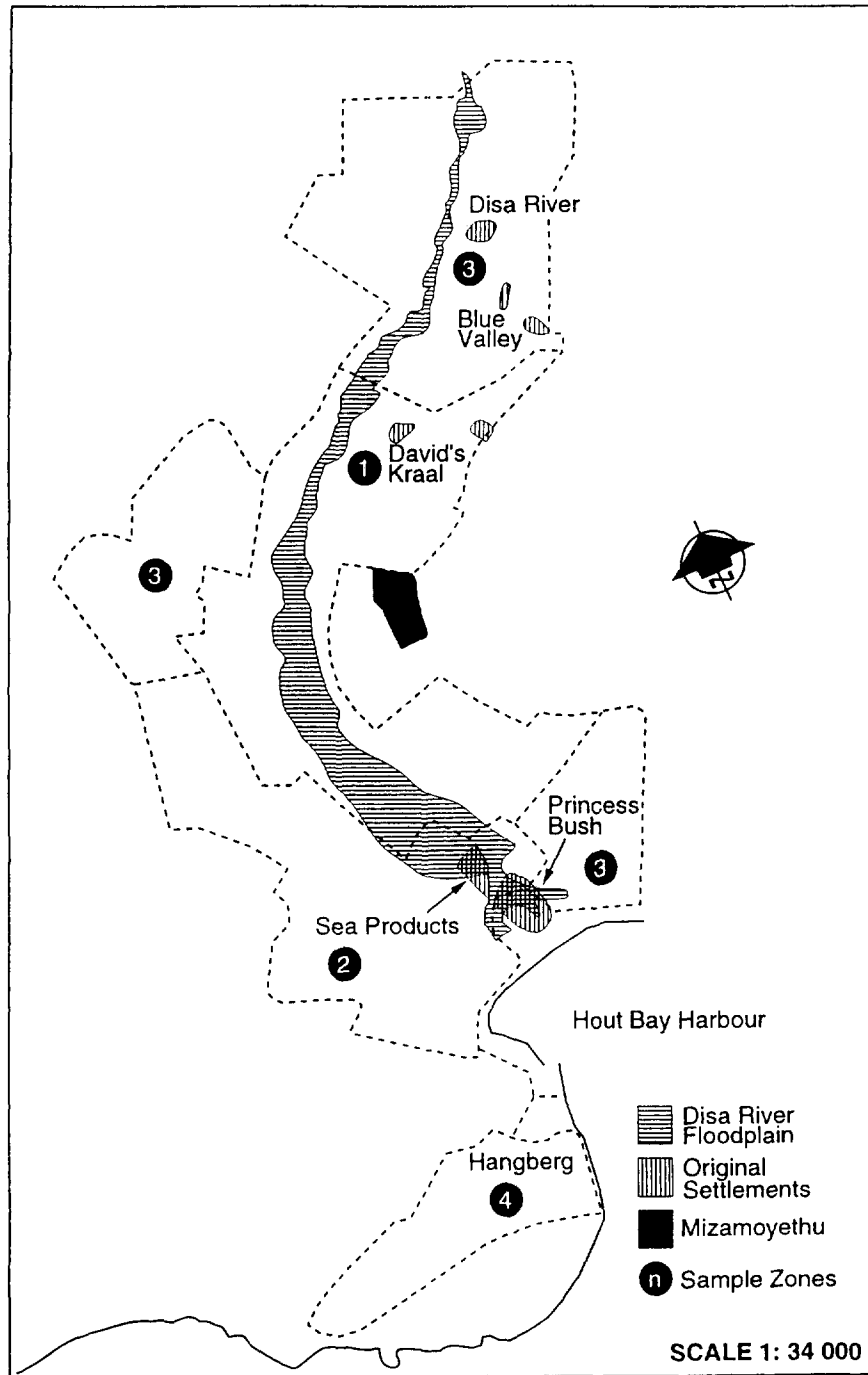 Disa River
3
Blue
Valley
David's
1
Kraal
3
N
Princess
Bush
3
Sea Products
2
Hout Bay Harbour
Disa River
Floodplain
Original
Settlements
Hangberg
4
Mizamoyethu
n Sample Zones
SCALE 1: 34 000